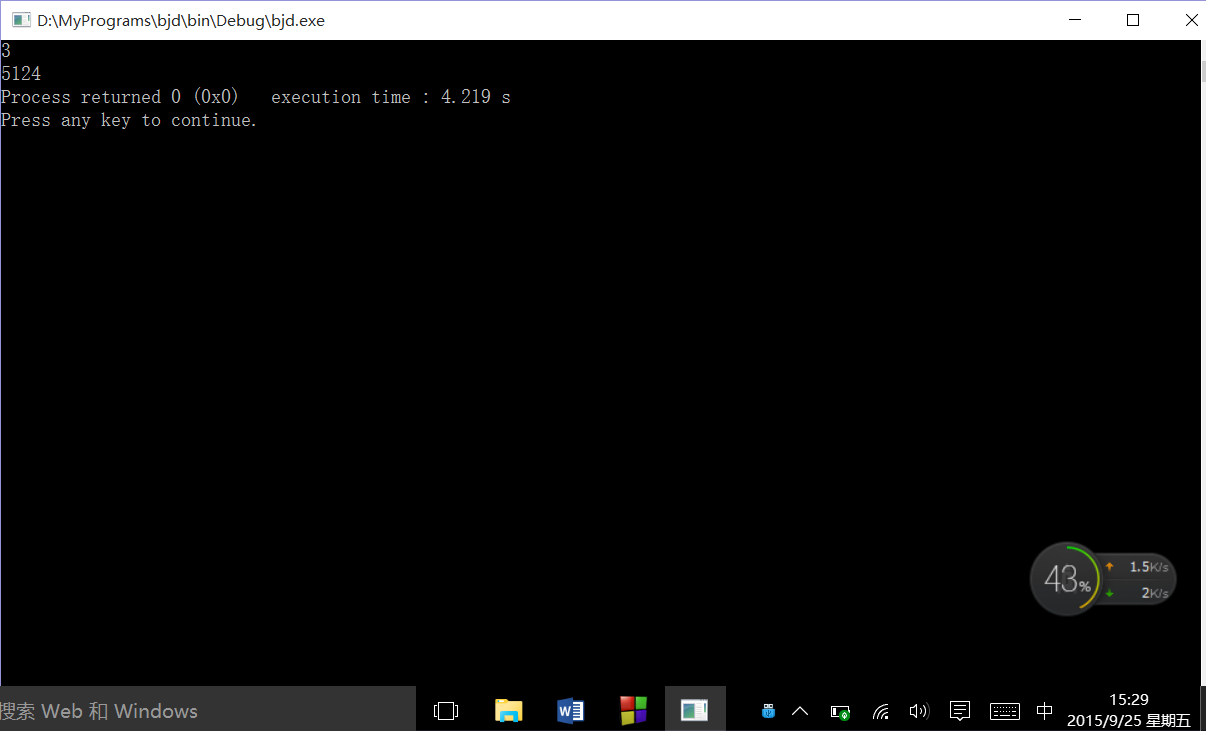 D:\MyPrograms\bjd\bin\Debug\bjd.exe
3
5124
Process returned 0 (0x0)   execution time : 4.219 s
Press any key to continue.
43%
1.5K/s
2K/s
搜索 Web 和 Windows
中
15:29
2015/9/25 星期五